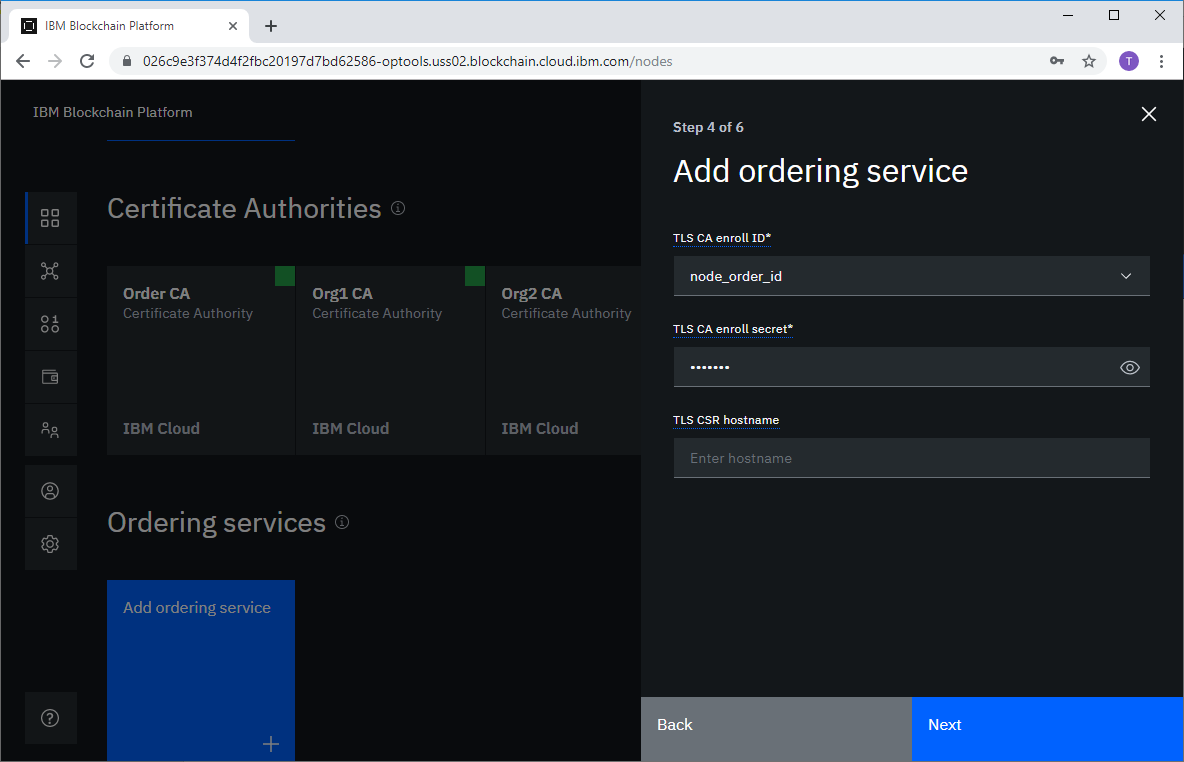 IBM Blockchain Platform
026c9e3f374d4f2fbc20197d7bd62586-optools.uss02.blockchain.cloud.ibm.com/nodes
T
IBM Blockchain Platform
Certificate Authorities
Order CA
Certificate Authority
IBM Cloud
Org1 CA
Certificate Authority
IBM Cloud
Org2 CA
Certificate Authority
IBM Cloud
Ordering services
Add ordering service
Step 4 of 6
Add ordering service
TLS CA enroll ID*
node_order_id
TLS CA enroll secret*
•••••••
TLS CSR hostname
Enter hostname
Back
Next